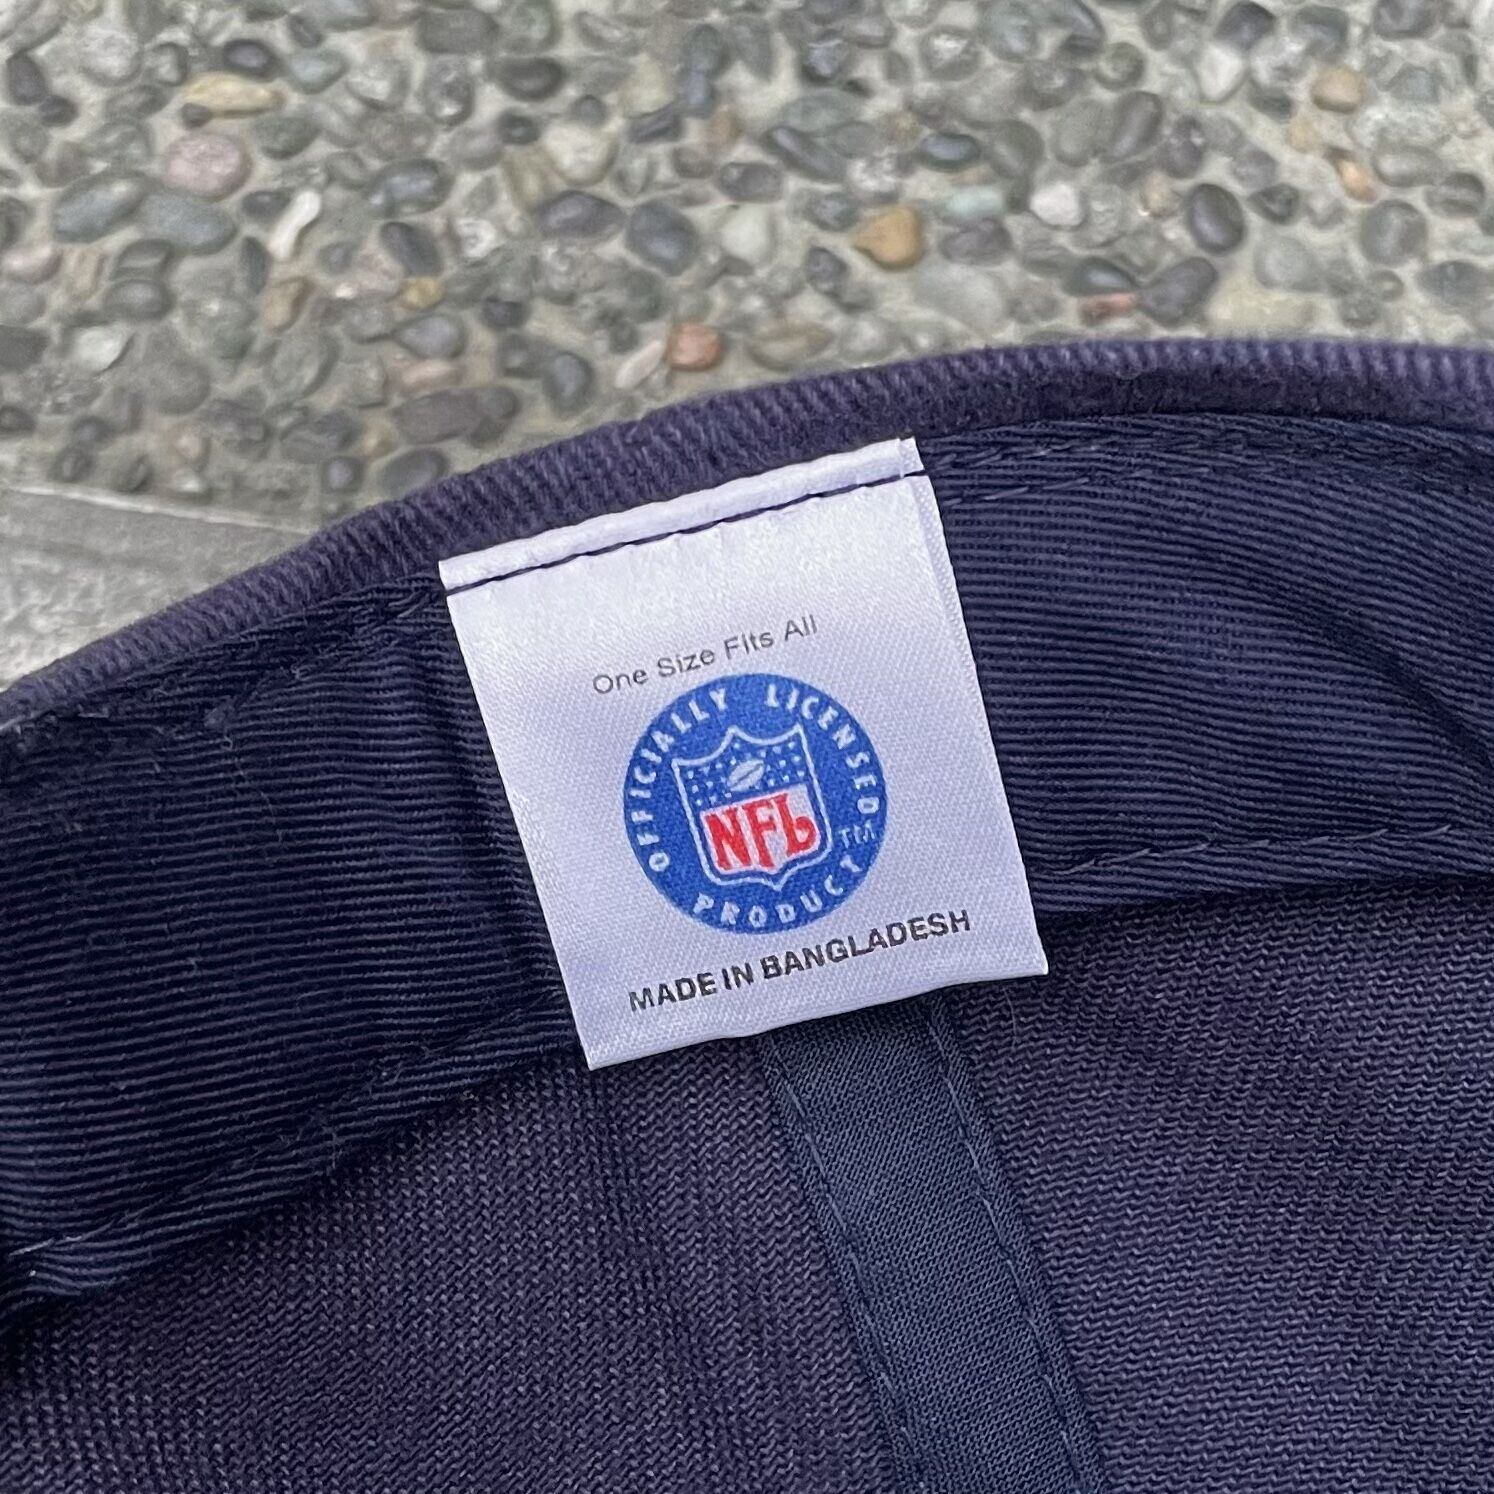 One Size Fits All
OFFICIALLY LICENSED
NFL
TM
PRODUCT
MADE IN BANGLADESH